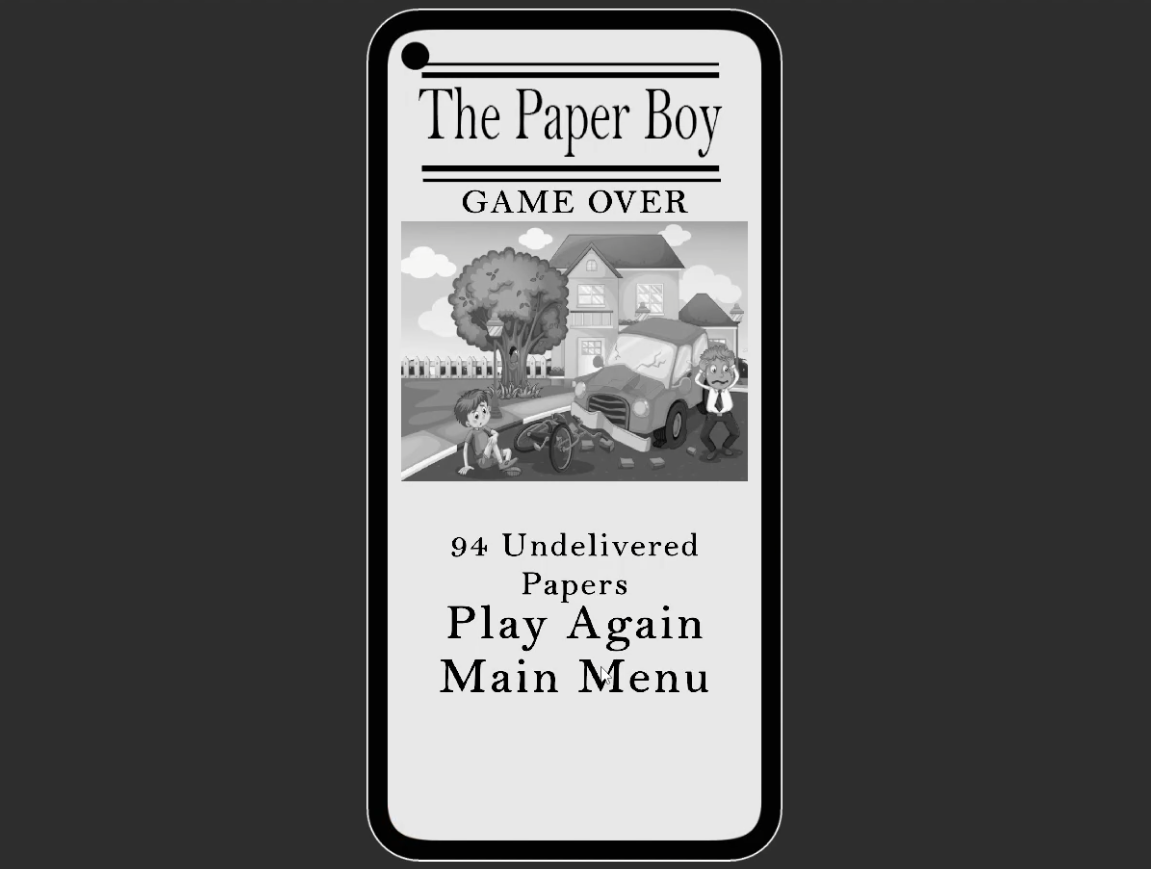 The Paper Boy
GAME OVER
94 Undelivered
Papers
Play Again
Main Menu